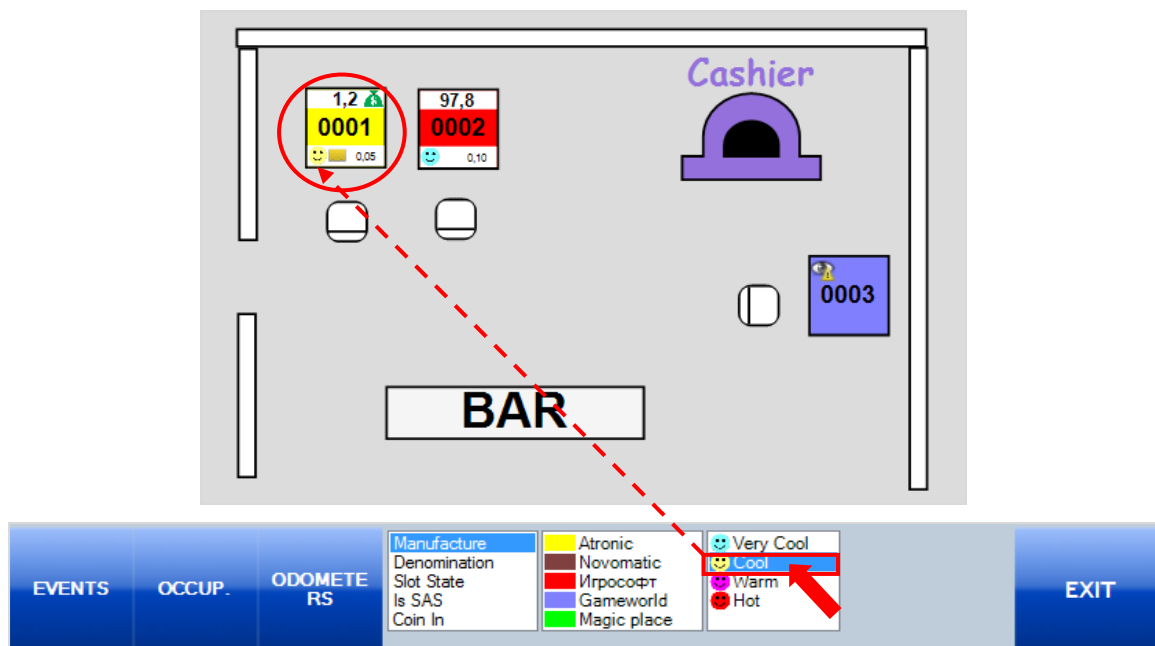 Cashier
1,2
97,8
0001
0002
0,05
0,10
0003
BAR
EVENTS
OCCUP.
ODOMETE
RS
Manufacture
Denomination
Slot State
Is SAS
Coin In
Atronic
Novomatic
Игрософт
Gameworld
Magic place
Very Cool
Cool
Warm
Hot
EXIT